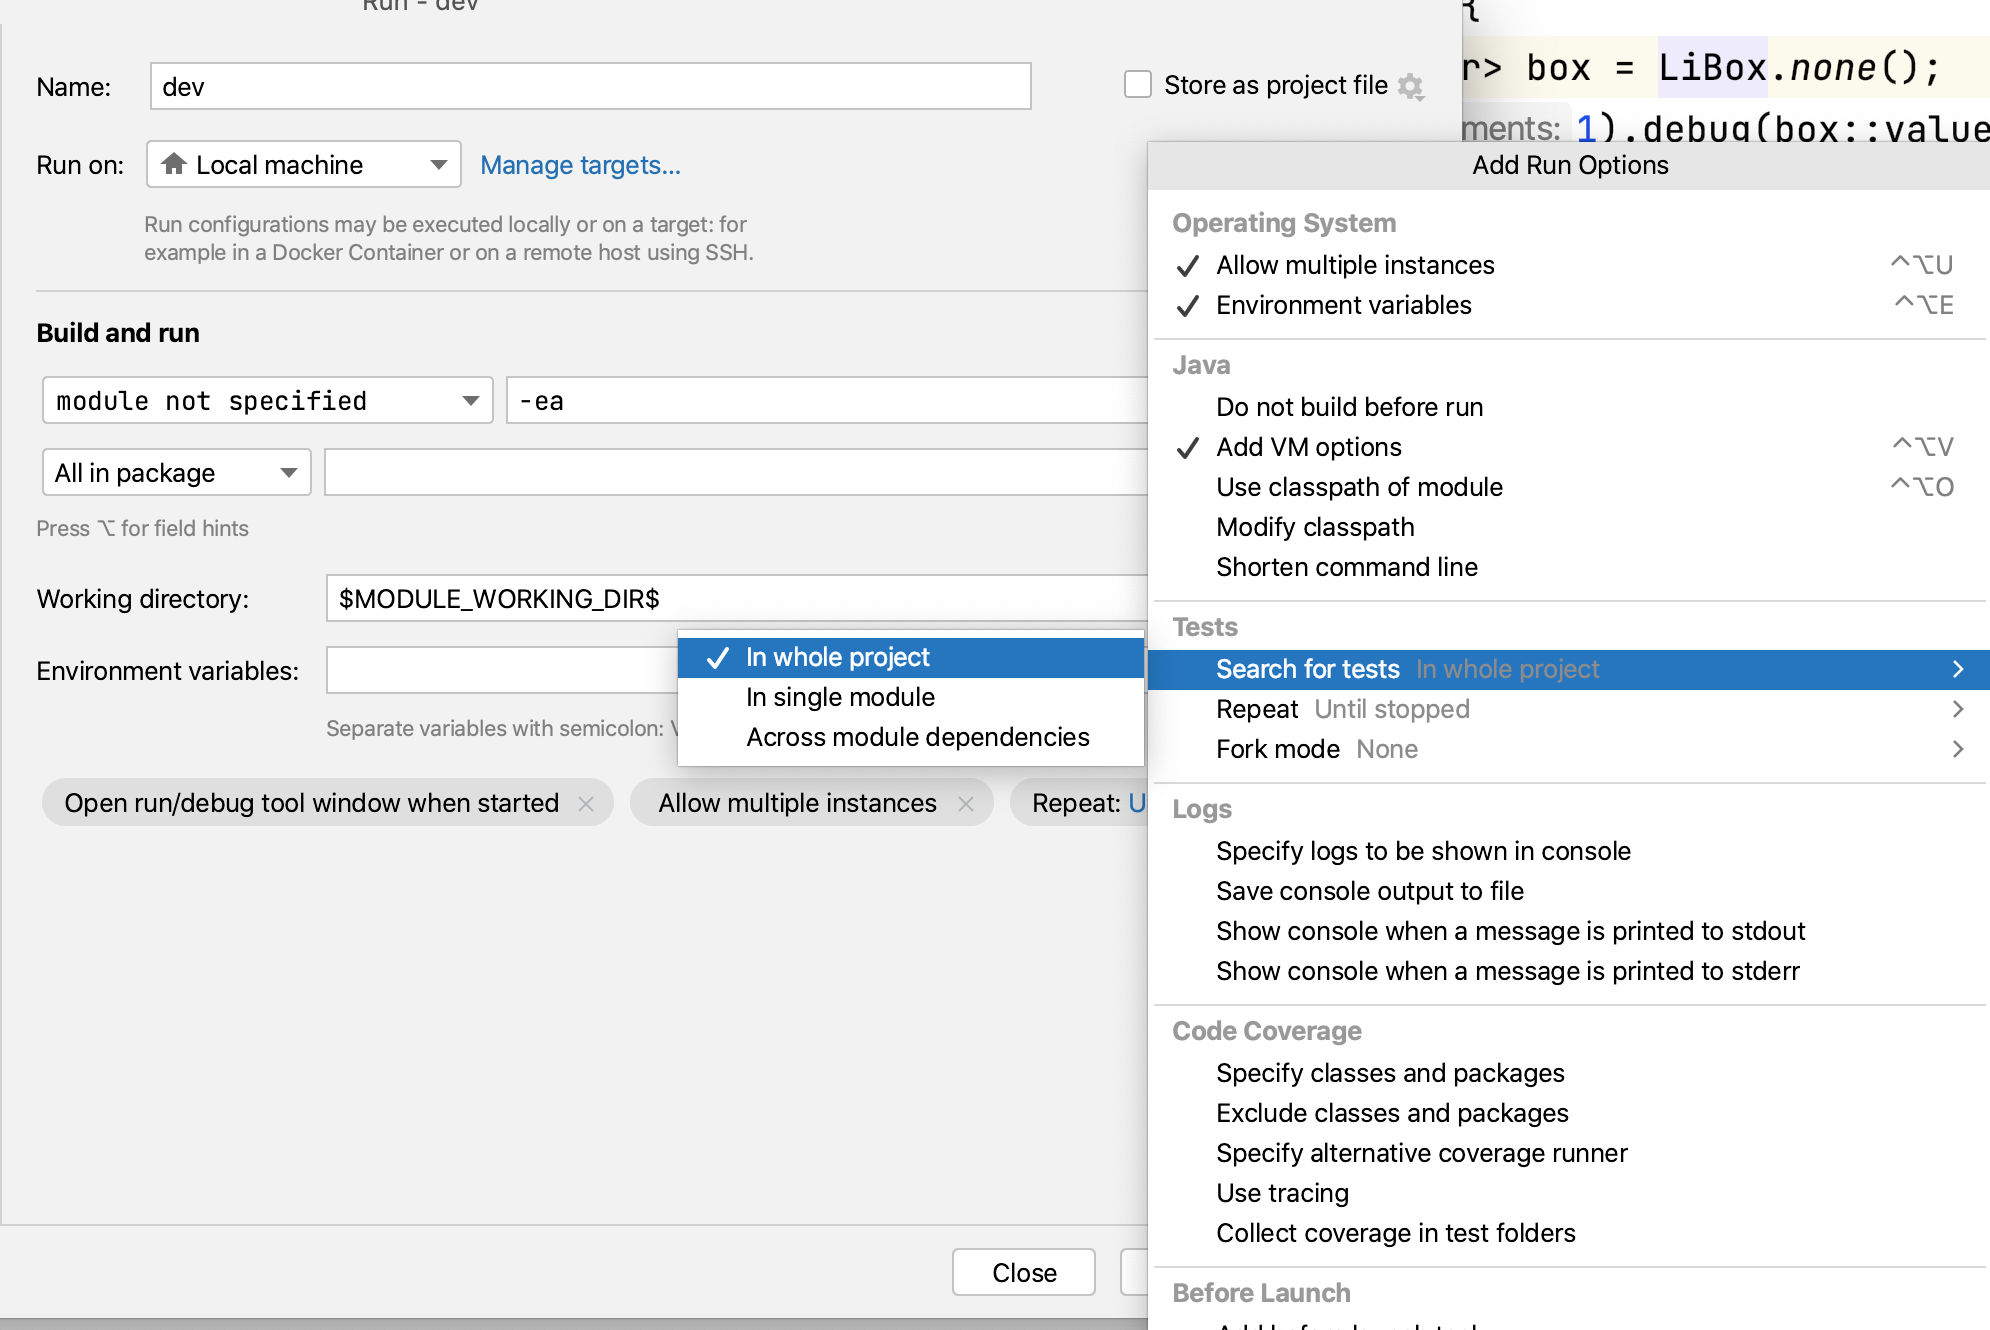 Run - dev
Name:
dev
Store as project file
Run on:
Local machine
Manage targets...
Run configurations may be executed locally or on a target: for
example in a Docker Container or on a remote host using SSH.
Build and run
module not specified
-ea
All in package
Press ⌥ for field hints
Working directory:
$MODULE_WORKING_DIR$
Environment variables:
Separate variables with semicolon:
In whole project
In single module
Across module dependencies
Open run/debug tool window when started
Allow multiple instances
Repeat: U
Close
{
r> box = LiBox.none();
ments: 1).debug(box::value
Add Run Options
Operating System
Allow multiple instances ⌃⌥U
Environment variables ⌃⌥E
Java
Do not build before run
Add VM options ⌃⌥V
Use classpath of module ⌃⌥O
Modify classpath
Shorten command line
Tests
Search for tests In whole project
Repeat Until stopped
Fork mode None
Logs
Specify logs to be shown in console
Save console output to file
Show console when a message is printed to stdout
Show console when a message is printed to stderr
Code Coverage
Specify classes and packages
Exclude classes and packages
Specify alternative coverage runner
Use tracing
Collect coverage in test folders
Before Launch